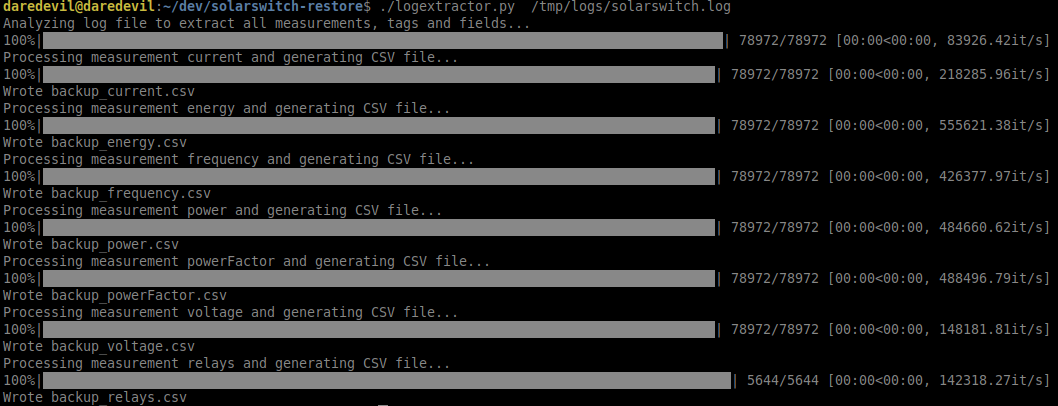 daredevil@daredevil:~/dev/solarswitch-restore$ ./logextractor.py  /tmp/logs/solarswitch.log
Analyzing log file to extract all measurements, tags and fields...
100%| | 78972/78972 [00:00<00:00, 83926.42it/s]
Processing measurement current and generating CSV file...
100%| | 78972/78972 [00:00<00:00, 218285.96it/s]
Wrote backup_current.csv
Processing measurement energy and generating CSV file...
100%| | 78972/78972 [00:00<00:00, 555621.38it/s]
Wrote backup_energy.csv
Processing measurement frequency and generating CSV file...
100%| | 78972/78972 [00:00<00:00, 426377.97it/s]
Wrote backup_frequency.csv
Processing measurement power and generating CSV file...
100%| | 78972/78972 [00:00<00:00, 484660.62it/s]
Wrote backup_power.csv
Processing measurement powerFactor and generating CSV file...
100%| | 78972/78972 [00:00<00:00, 488496.79it/s]
Wrote backup_powerFactor.csv
Processing measurement voltage and generating CSV file...
100%| | 78972/78972 [00:00<00:00, 148181.81it/s]
Wrote backup_voltage.csv
Processing measurement relays and generating CSV file...
100%| | 5644/5644 [00:00<00:00, 142318.27it/s]
Wrote backup_relays.csv